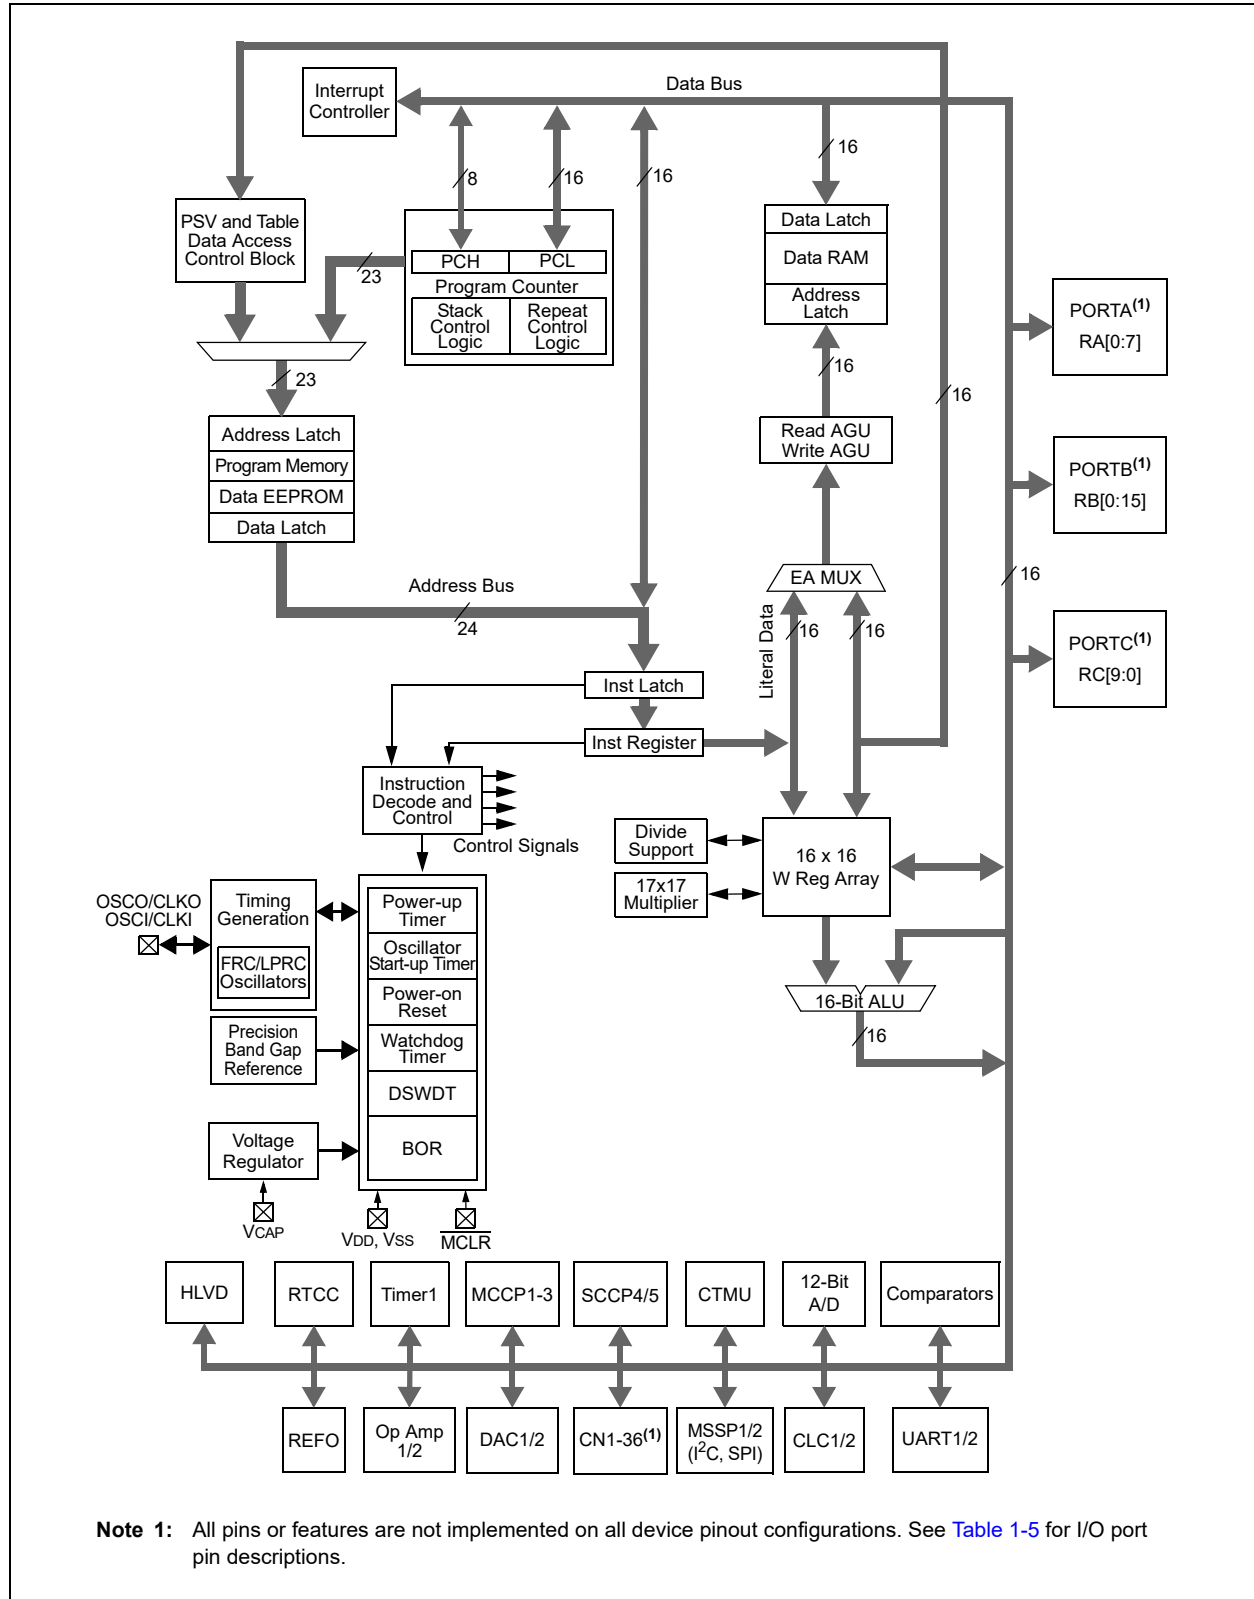 Data Bus
Interrupt
Controller
16
8
16
16
PSV and Table
Data Access
Control Block
Data Latch
Data RAM
Address
Latch
23
PCH
PCL
Program Counter
Stack
Control
Logic
Repeat
Control
Logic
PORTA(1)
RA[0:7]
23
16
16
Address Latch
Program Memory
Data EEPROM
Data Latch
Read AGU
Write AGU
PORTB(1)
RB[0:15]
EA MUX
16
Address Bus
24
Literal Data
16
16
PORTC(1)
RC[9:0]
Inst Latch
Inst Register
Instruction
Decode and
Control
Control Signals
Divide
Support
17x17
Multiplier
16 x 16
W Reg Array
OSCO/CLKO
OSCI/CLKI
Timing
Generation
FRC/LPRC
Oscillators
Power-up
Timer
Oscillator
Start-up Timer
Power-on
Reset
Watchdog
Timer
DSWDT
BOR
16-Bit ALU
16
Precision
Band Gap
Reference
Voltage
Regulator
VCAP
VDD, VSS
MCLR
HLVD
RTCC
Timer1
MCCP1-3
SCCP4/5
CTMU
12-Bit
A/D
Comparators
REFO
Op Amp
1/2
DAC1/2
CN1-36(1)
MSSP1/2
(I2C, SPI)
CLC1/2
UART1/2
Note 1: All pins or features are not implemented on all device pinout configurations. See Table 1-5 for I/O port
pin descriptions.